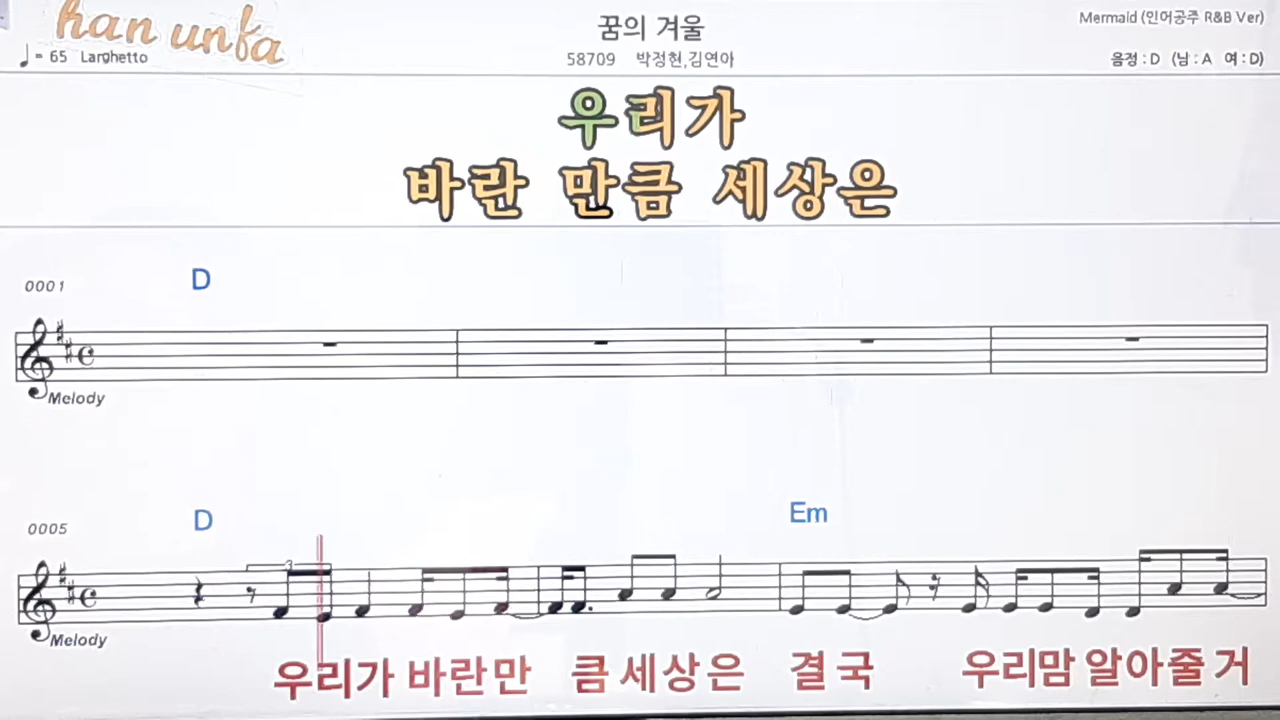 han unfa
꿈의 겨울
Mermaid (인어공주 R&B Ver)
♩ = 65 Larghetto
58709 박정현,김연아
음정 : D (남 : A 여 : D)
우리가
바란 만큼 세상은
0001
D
Melody
0005
D
Em
3
Melody
우리가 바란만 큼 세상은 결국 우리맘 알아줄거